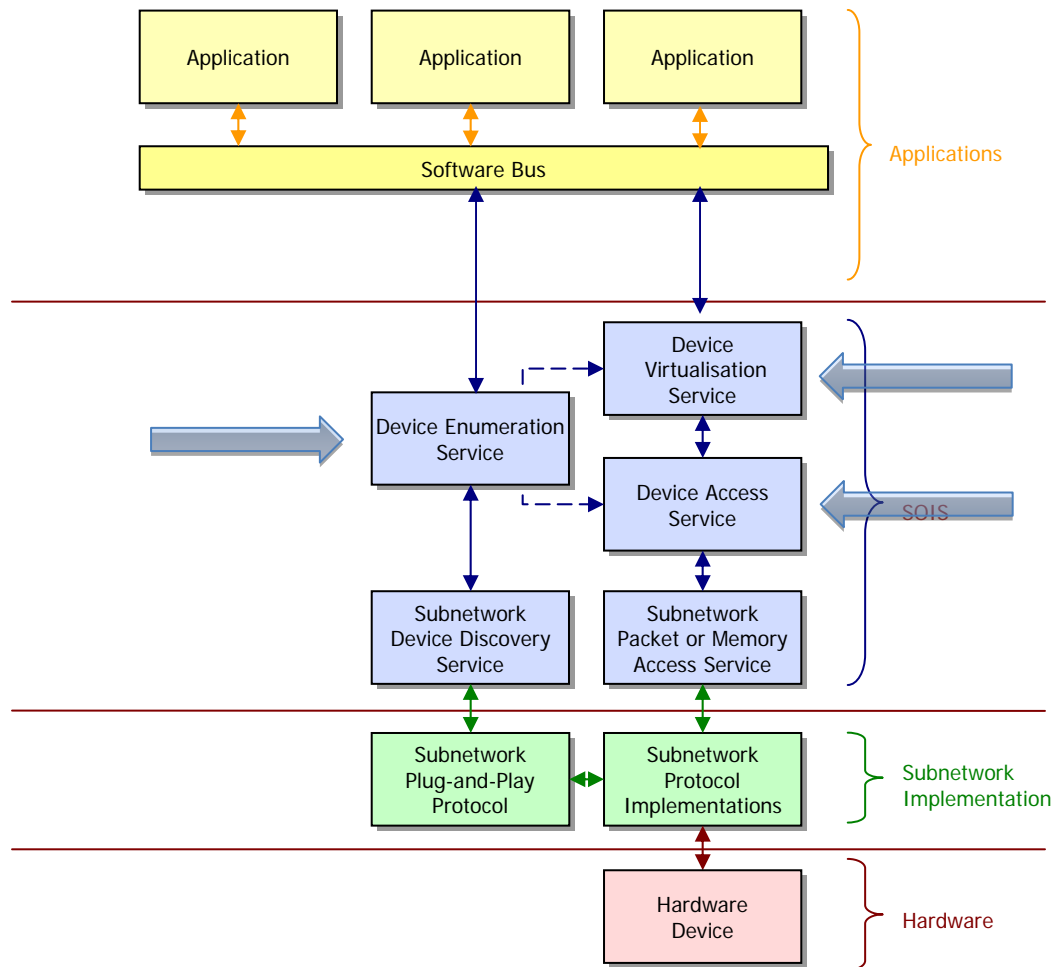 Application
Application
Application
Software Bus
Applications
Device
Virtualisation
Service
Device Enumeration
Service
Device Access
Service
SOIS
Subnetwork
Device Discovery
Service
Subnetwork
Packet or Memory
Access Service
Subnetwork
Plug-and-Play
Protocol
Subnetwork
Protocol
Implementations
Subnetwork
Implementation
Hardware
Device
Hardware